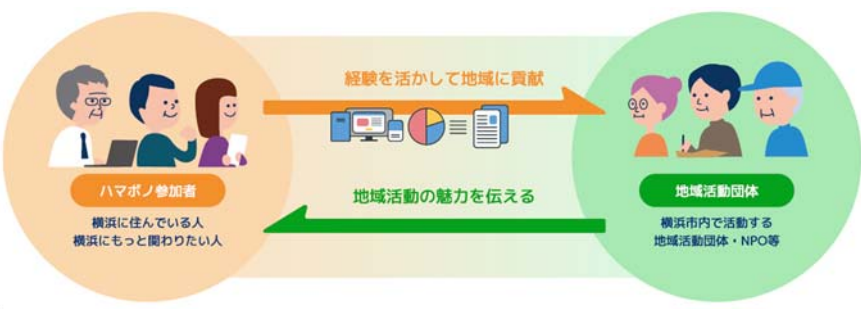 経験を活かして地域に貢献
地域活動の魅力を伝える
ハマボノ参加者
横浜に住んでいる人
横浜にもっと関わりたい人
地域活動団体
横浜市内で活動する
地域活動団体・NPO等